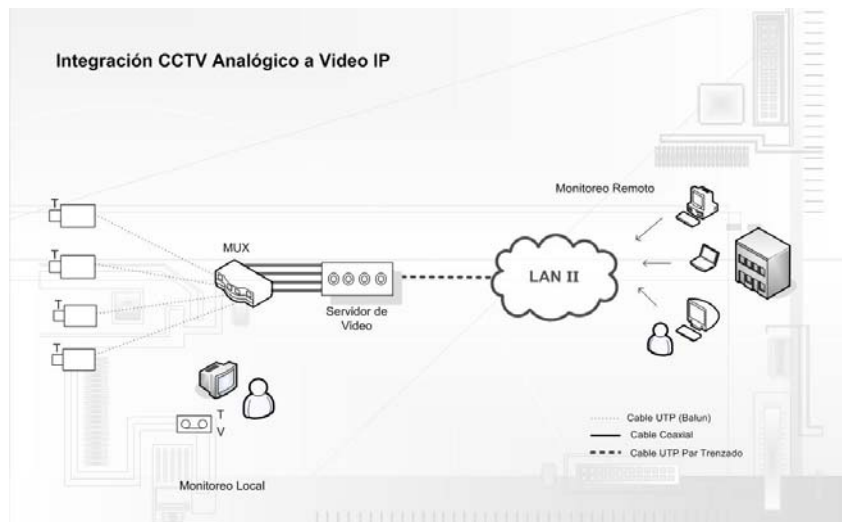 Integración CCTV Analógico a Video IP
Monitoreo Remoto
T
MUX
T
LAN II
T
Servidor de
Video
T
T
V
Cable UTP (Balun)
Cable Coaxial
Cable UTP Par Trenzado
Monitoreo Local